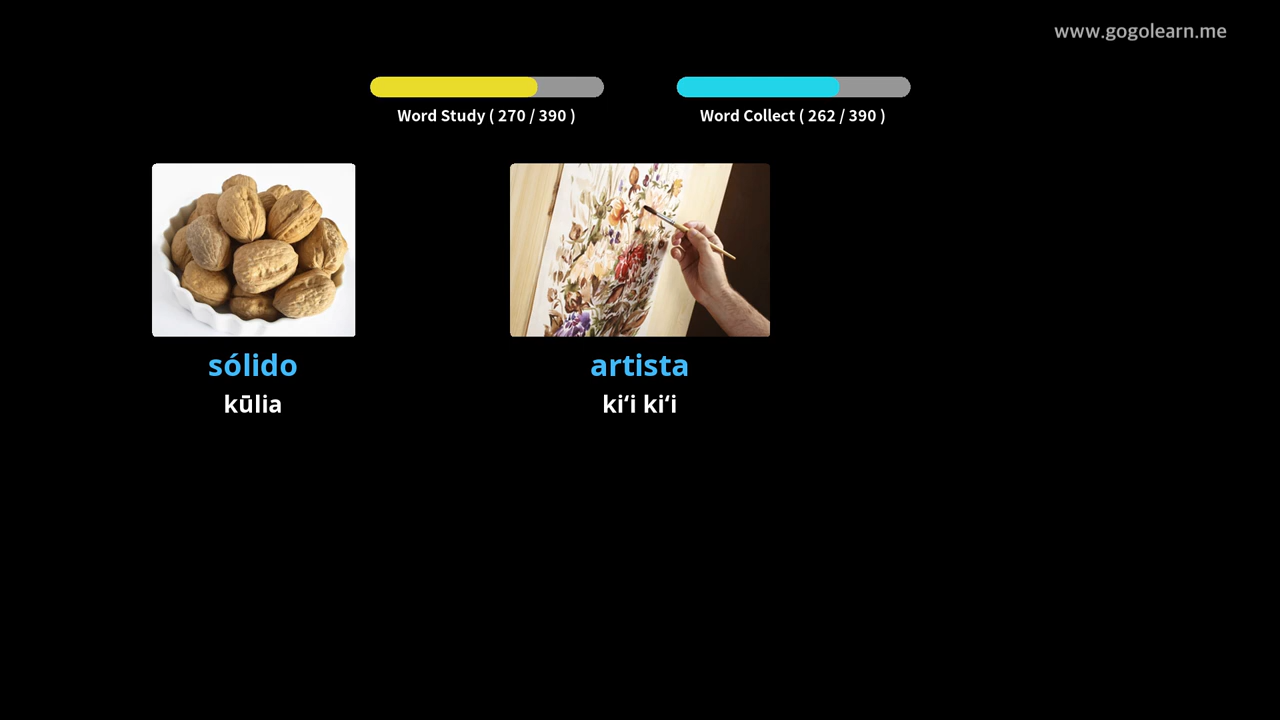 www.gogolearn.me
Word Study ( 270 / 390 )
Word Collect ( 262 / 390 )
sólido
kūlia
artista
kiʻi kiʻi